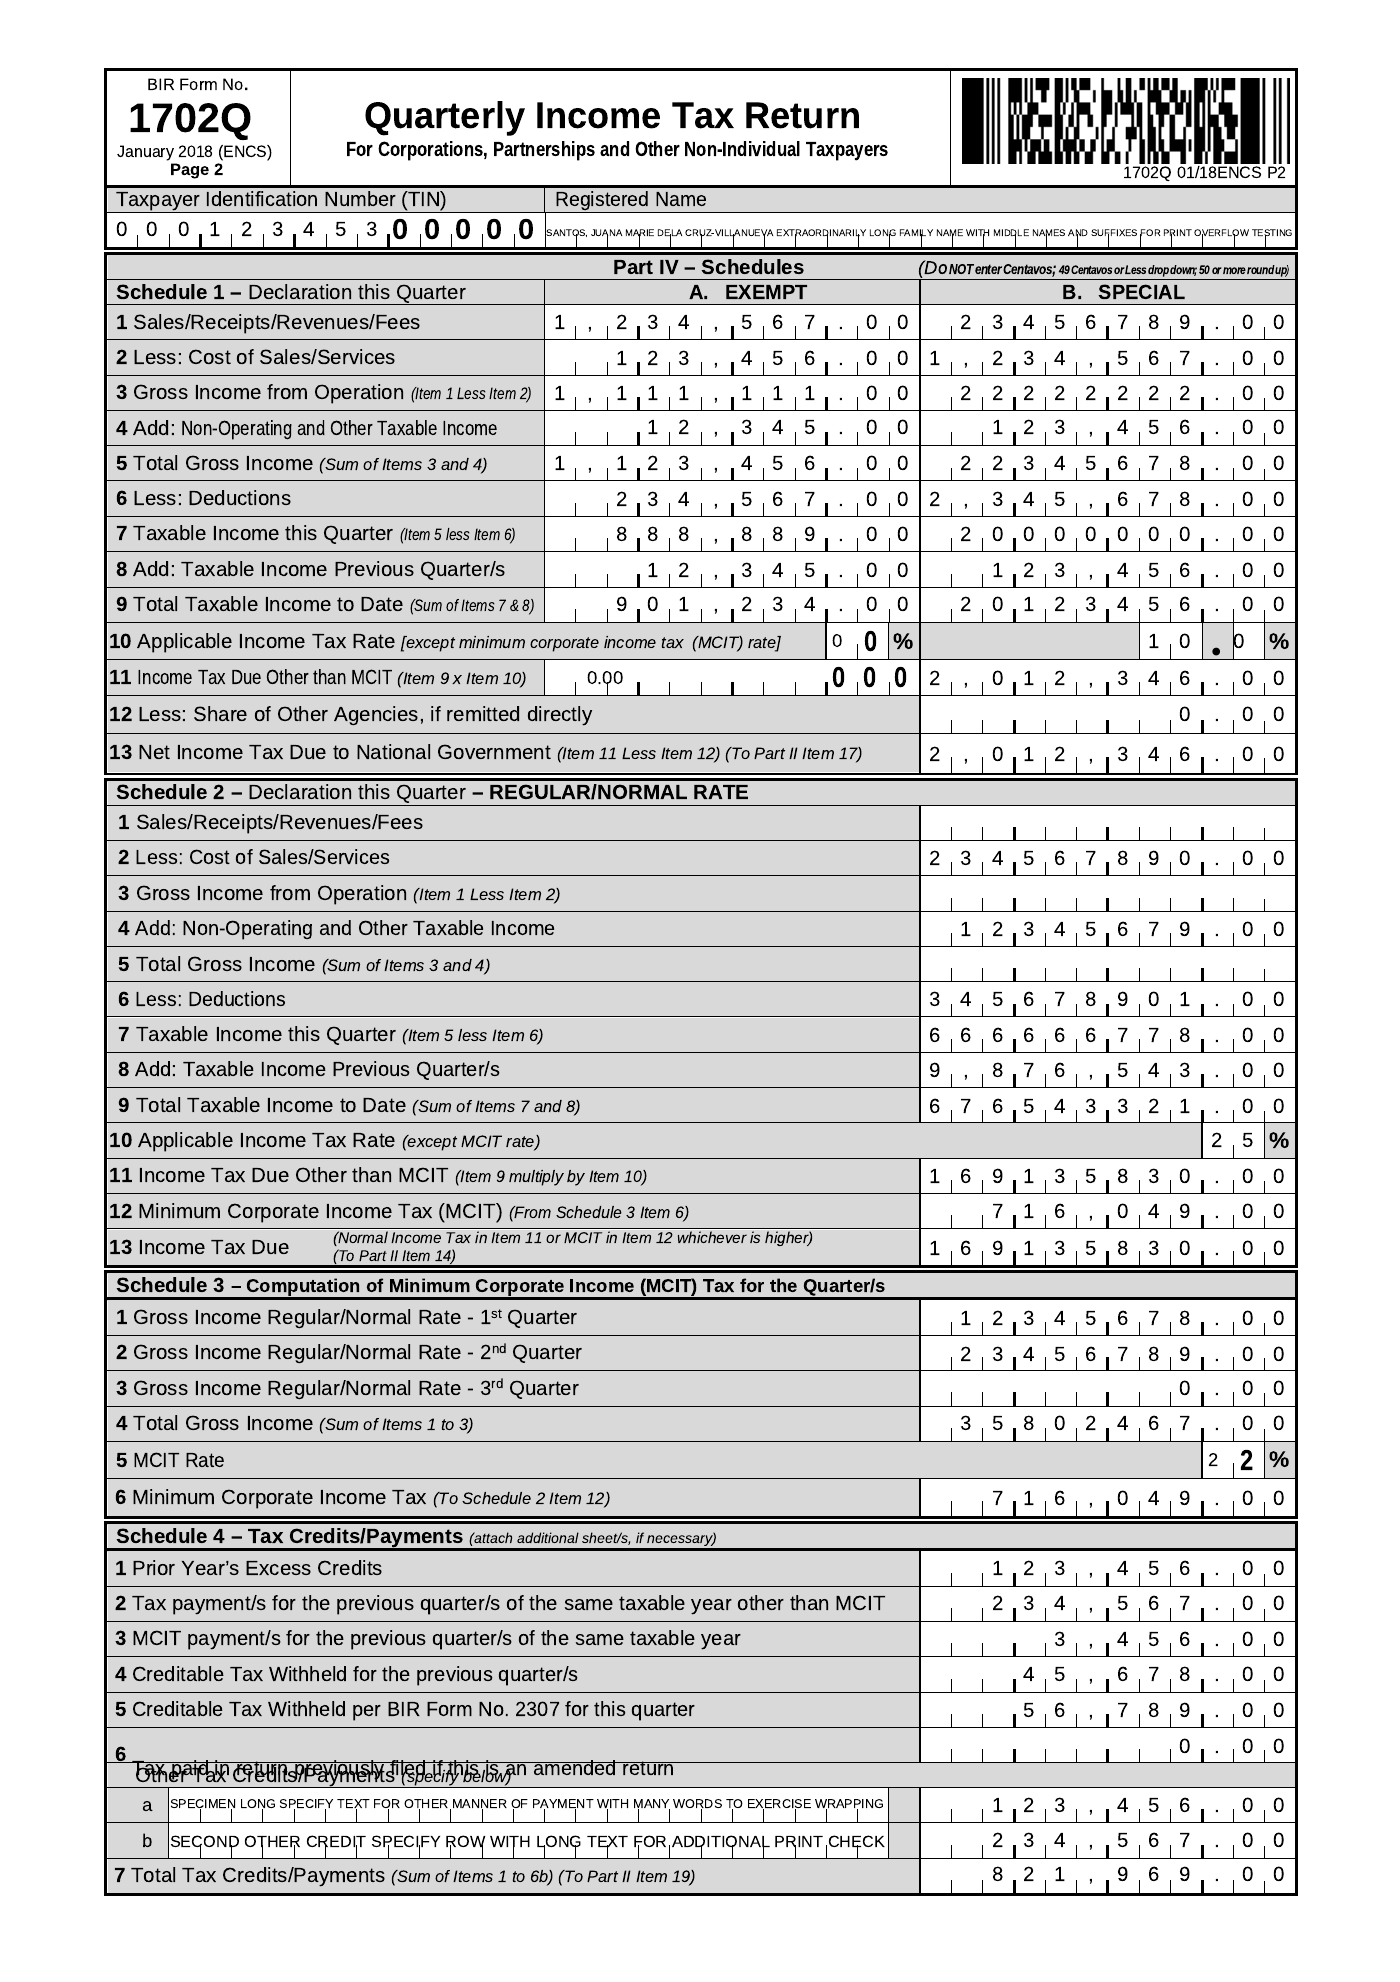 BIR Form No.
1702Q
January 2018 (ENCS)
Page 2
Quarterly Income Tax Return
For Corporations, Partnerships and Other Non-Individual Taxpayers
1702Q 01/18ENCS P2
Taxpayer Identification Number (TIN) Registered Name
0 0 0 1 2 3 4 5 3 0 0 0 0 0 SANTOS, JUANA MARIE DELA CRUZ-VILLANUEVA EXTRAORDINARILY LONG FAMILY NAME WITH MIDDLE NAMES AND SUFFIXES FOR PRINT OVERFLOW TESTING
Part IV – Schedules (DO NOT enter Centavos; 49 Centavos or Less drop down; 50 or more round up)
Schedule 1 – Declaration this Quarter A. EXEMPT B. SPECIAL
1 Sales/Receipts/Revenues/Fees 1,234,567.00 23456789.00
2 Less: Cost of Sales/Services 123,456.00 1,234,567.00
3 Gross Income from Operation (Item 1 Less Item 2) 1,111,111.00 22222222.00
4 Add: Non-Operating and Other Taxable Income 12,345.00 123,456.00
5 Total Gross Income (Sum of Items 3 and 4) 1,123,456.00 22345678.00
6 Less: Deductions 234,567.00 2,345,678.00
7 Taxable Income this Quarter (Item 5 less Item 6) 888,889.00 20000000.00
8 Add: Taxable Income Previous Quarter/s 12,345.00 123,456.00
9 Total Taxable Income to Date (Sum of Items 7 & 8) 901,234.00 20123456.00
10 Applicable Income Tax Rate [except minimum corporate income tax (MCIT) rate] 0 0 % 1 0 . 0 %
11 Income Tax Due Other than MCIT (Item 9 x Item 10) 0.00 0 0 0 2,012,346.00
12 Less: Share of Other Agencies, if remitted directly 0.00
13 Net Income Tax Due to National Government (Item 11 Less Item 12) (To Part II Item 17) 2,012,346.00
Schedule 2 – Declaration this Quarter – REGULAR/NORMAL RATE
1 Sales/Receipts/Revenues/Fees
2 Less: Cost of Sales/Services 234567890.00
3 Gross Income from Operation (Item 1 Less Item 2)
4 Add: Non-Operating and Other Taxable Income 12345679.00
5 Total Gross Income (Sum of Items 3 and 4)
6 Less: Deductions 345678901.00
7 Taxable Income this Quarter (Item 5 less Item 6) 666666778.00
8 Add: Taxable Income Previous Quarter/s 9,876,543.00
9 Total Taxable Income to Date (Sum of Items 7 and 8) 676543321.00
10 Applicable Income Tax Rate (except MCIT rate) 2 5 %
11 Income Tax Due Other than MCIT (Item 9 multiply by Item 10) 169135830.00
12 Minimum Corporate Income Tax (MCIT) (From Schedule 3 Item 6) 716,049.00
13 Income Tax Due (Normal Income Tax in Item 11 or MCIT in Item 12 whichever is higher) (To Part II Item 14) 169135830.00
Schedule 3 – Computation of Minimum Corporate Income (MCIT) Tax for the Quarter/s
1 Gross Income Regular/Normal Rate - 1st Quarter 12345678.00
2 Gross Income Regular/Normal Rate - 2nd Quarter 23456789.00
3 Gross Income Regular/Normal Rate - 3rd Quarter 0.00
4 Total Gross Income (Sum of Items 1 to 3) 35802467.00
5 MCIT Rate 2 2 %
6 Minimum Corporate Income Tax (To Schedule 2 Item 12) 716,049.00
Schedule 4 – Tax Credits/Payments (attach additional sheet/s, if necessary)
1 Prior Year’s Excess Credits 123,456.00
2 Tax payment/s for the previous quarter/s of the same taxable year other than MCIT 234,567.00
3 MCIT payment/s for the previous quarter/s of the same taxable year 3,456.00
4 Creditable Tax Withheld for the previous quarter/s 45,678.00
5 Creditable Tax Withheld per BIR Form No. 2307 for this quarter 56,789.00
6 Tax paid in return previously filed if this is an amended return 0.00
Other Tax Credits/Payments (specify below)
a SPECIMEN LONG SPECIFY TEXT FOR OTHER MANNER OF PAYMENT WITH MANY WORDS TO EXERCISE WRAPPING 123,456.00
b SECOND OTHER CREDIT SPECIFY ROW WITH LONG TEXT FOR ADDITIONAL PRINT CHECK 234,567.00
7 Total Tax Credits/Payments (Sum of Items 1 to 6b) (To Part II Item 19) 821,969.00